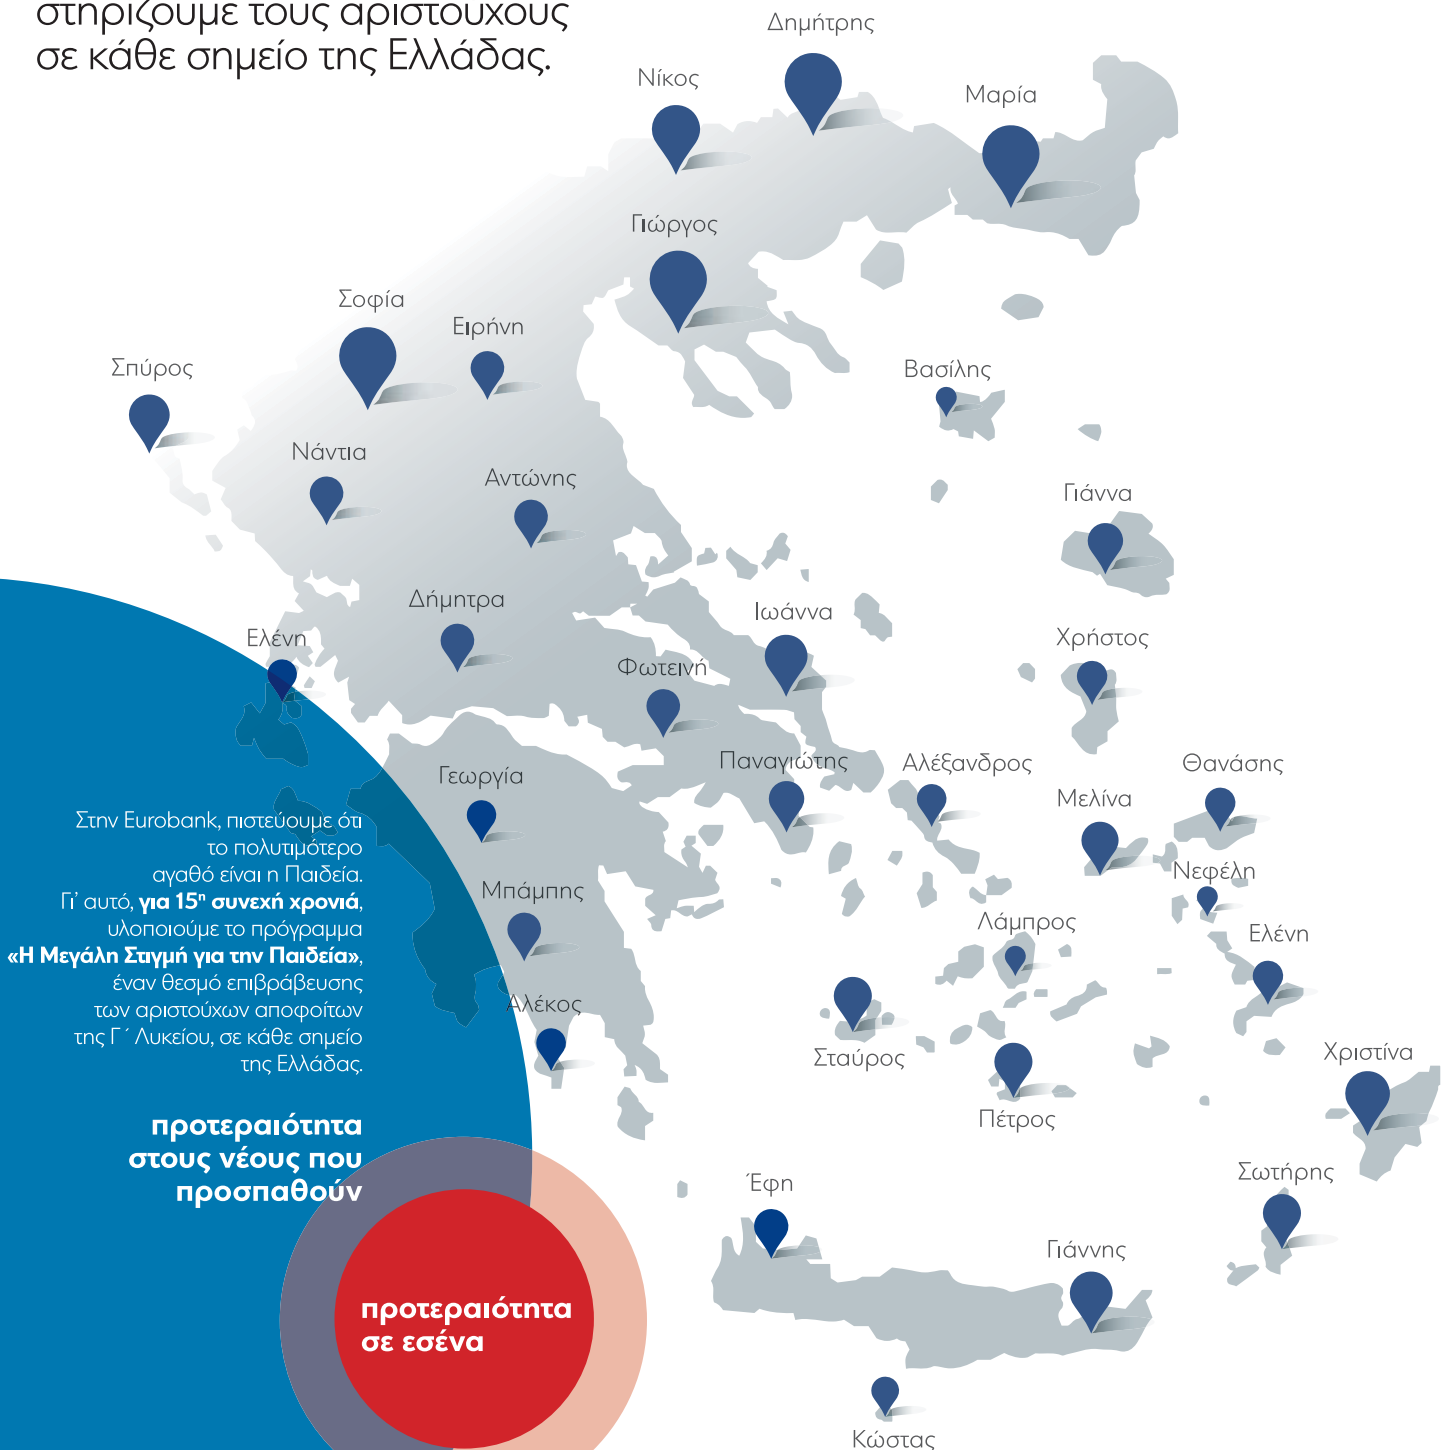 στηρίζουμε τους αριστούχους
σε κάθε σημείο της Ελλάδας.
Δημήτρης
Νίκος
Μαρία
Γιώργος
Σοφία
Ειρήνη
Σπύρος
Βασίλης
Νάντια
Αντώνης
Γιάννα
Δήμητρα
Ιωάννα
Ελένη
Χρήστος
Φωτεινή
Παναγιώτης
Αλέξανδρος
Θανάσης
Γεωργία
Μελίνα
Νεφέλη
Μπάμπης
Λάμπρος
Ελένη
Αλέκος
Σταύρος
Χριστίνα
Πέτρος
Έφη
Σωτήρης
Γιάννης
Κώστας
Στην Eurobank, πιστεύουμε ότι
το πολυτιμότερο
αγαθό είναι η Παιδεία.
Γι' αυτό, για 15η συνεχή χρονιά,
υλοποιούμε το πρόγραμμα
«Η Μεγάλη Στιγμή για την Παιδεία»,
έναν θεσμό επιβράβευσης
των αριστούχων αποφοίτων
της Γ΄ Λυκείου, σε κάθε σημείο
της Ελλάδας.
προτεραιότητα
στους νέους που
προσπαθούν
προτεραιότητα
σε εσένα